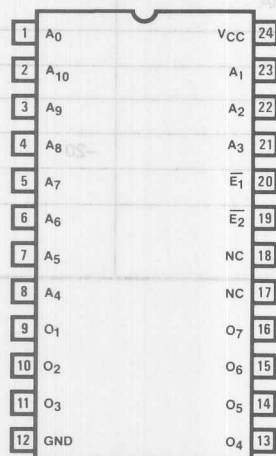 1 A0 VCC 24
2 A10 A1 23
3 A9 A2 22
4 A8 A3 21
5 A7 E̅1̅ 20
6 A6 E̅2̅ 19
7 A5 NC 18
8 A4 NC 17
9 O1 O7 16
10 O2 O6 15
11 O3 O5 14
12 GND O4 13